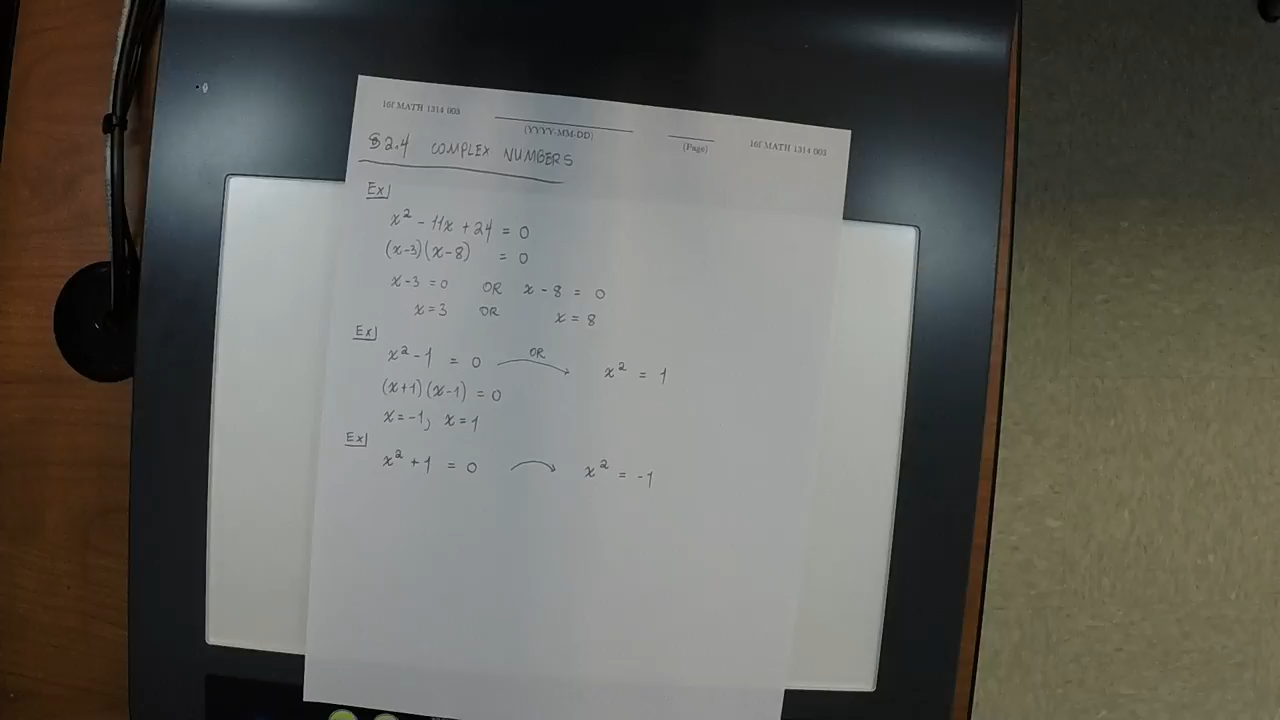 16f MATH 1314 003 (YYYY-MM-DD) (Page) 16f MATH 1314 003
§2.4 COMPLEX NUMBERS
Ex]
x² - 11x + 24 = 0
(x-3)(x-8) = 0
x-3 = 0 OR x - 8 = 0
x = 3 OR x = 8
Ex]
x² - 1 = 0 OR x² = 1
(x+1)(x-1) = 0
x = -1, x = 1
Ex]
x² + 1 = 0 x² = -1